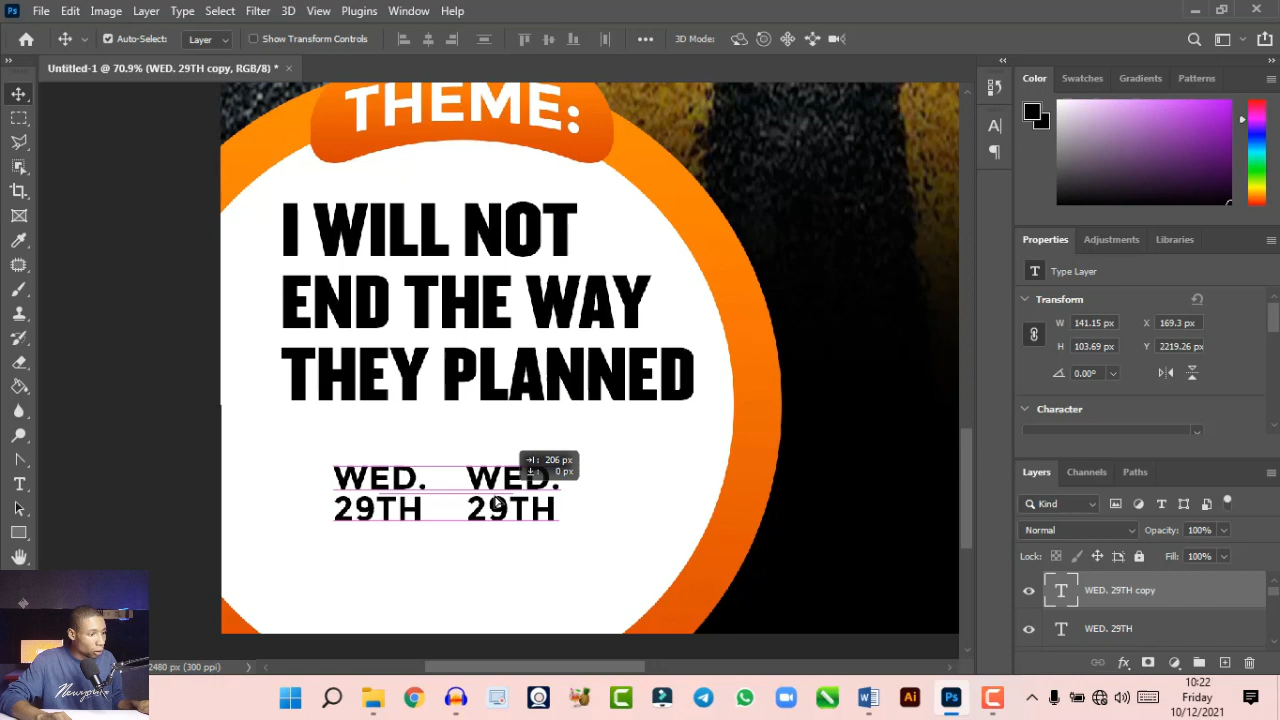 Ps File Edit Image Layer Type Select Filter 3D View Plugins Window Help
Auto-Select: Layer Show Transform Controls ••• 3D Mode:
Untitled-1 @ 70.9% (WED. 29TH copy, RGB/8) * ×
THEME:
I WILL NOT
END THE WAY
THEY PLANNED
→|: 206 px
↓: 0 px
WED. WED.
29TH 29TH
2480 px (300 ppi)
Color Swatches Gradients Patterns
Properties Adjustments Libraries
T Type Layer
Transform
W 141.15 px X 169.3 px
H 103.69 px Y 2219.26 px
0.00°
Character
Layers Channels Paths
Kind
Normal Opacity: 100%
Lock: Fill: 100%
T WED. 29TH copy
T WED. 29TH
fx
Ai Ps
10:22
Friday
10/12/2021